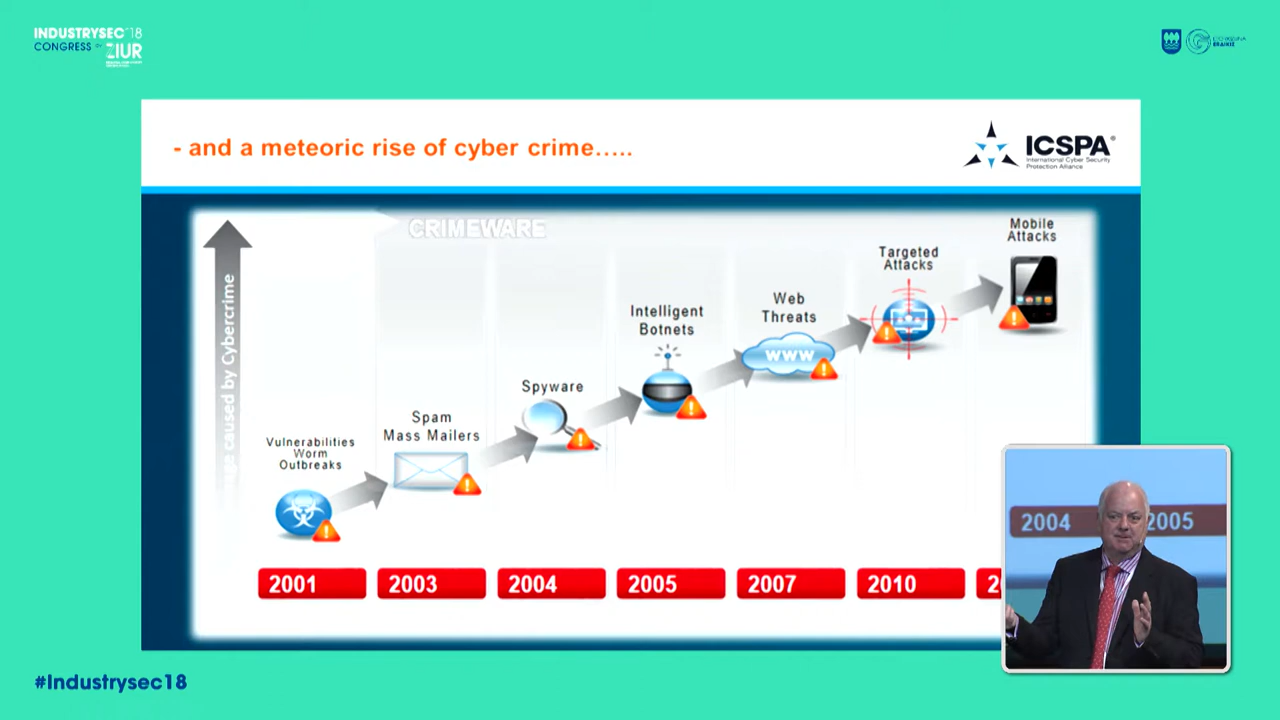 INDUSTRYSEC™18
CONGRESS BY ZIUR
- and a meteoric rise of cyber crime.....
ICSPA®
International Cyber Security
Protection Alliance
CRIMEWARE
caused by Cybercrime
Mobile
Attacks
Targeted
Attacks
Web
Threats
Intelligent
Botnets
WWW
Spyware
Spam
Mass Mailers
Vulnerabilities
Worm
Outbreaks
2001
2003
2004
2005
2007
2010
2004
2005
#Industrysec18